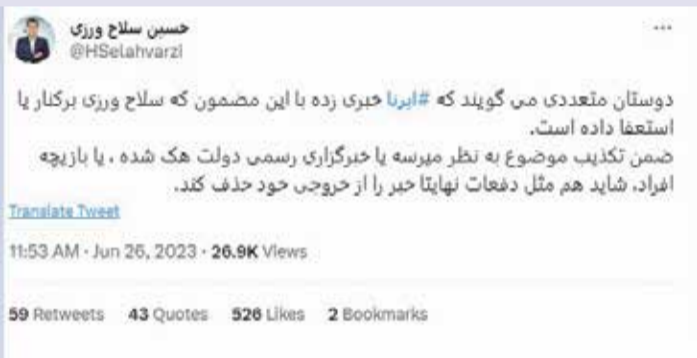 حسین سلاح ورزی
@HSelahvarzi
دوستان متعددی می گویند که #ایرنا خبری زده با این مضمون که سلاح ورزی برکنار یا
استعفا داده است.
ضمن تکذیب موضوع به نظر میرسه یا خبرگزاری رسمی دولت هک شده ، یا بازیچه
افراد، شاید هم مثل دفعات نهایتا خبر را از خروجی خود حذف کند.
Translate Tweet
11:53 AM · Jun 26, 2023 · 26.9K Views
59 Retweets 43 Quotes 526 Likes 2 Bookmarks